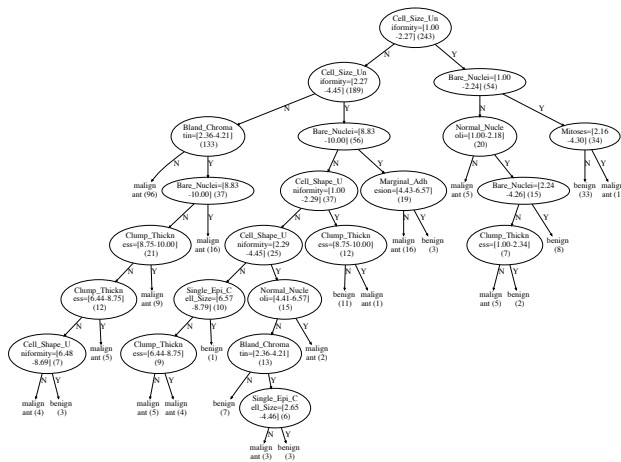 Cell_Size_Un
iformity=[1.00
-2.27] (243)
N
Y
Cell_Size_Un
iformity=[2.27
-4.45] (189)
Bare_Nuclei=[1.00
-2.24] (54)
N
Y
N
Y
Bland_Chroma
tin=[2.36-4.21]
(133)
Bare_Nuclei=[8.83
-10.00] (56)
Normal_Nucle
oli=[1.00-2.18]
(20)
Mitoses=[2.16
-4.30] (34)
N
Y
N
Y
N
Y
N
Y
malign
ant (96)
Bare_Nuclei=[8.83
-10.00] (37)
Cell_Shape_U
niformity=[1.00
-2.29] (37)
Marginal_Adh
esion=[4.43-6.57]
(19)
malign
ant (5)
Bare_Nuclei=[2.24
-4.26] (15)
benign
(33)
malign
ant (1
N
Y
N
Y
N
Y
N
Y
Clump_Thickn
ess=[8.75-10.00]
(21)
malign
ant (16)
Cell_Shape_U
niformity=[2.29
-4.45] (25)
Clump_Thickn
ess=[8.75-10.00]
(12)
malign
ant (16)
benign
(3)
Clump_Thickn
ess=[1.00-2.34]
(7)
benign
(8)
N
Y
N
Y
N
Y
N
Y
Clump_Thickn
ess=[6.44-8.75]
(12)
malign
ant (9)
Single_Epi_C
ell_Size=[6.57
-8.79] (10)
Normal_Nucle
oli=[4.41-6.57]
(15)
benign
(11)
malign
ant (1)
malign
ant (5)
benign
(2)
N
Y
N
Y
N
Y
Cell_Shape_U
niformity=[6.48
-8.69] (7)
malign
ant (5)
Clump_Thickn
ess=[6.44-8.75]
(9)
benign
(1)
Bland_Chroma
tin=[2.36-4.21]
(13)
malign
ant (2)
N
Y
N
Y
N
Y
malign
ant (4)
benign
(3)
malign
ant (5)
malign
ant (4)
benign
(7)
Single_Epi_C
ell_Size=[2.65
-4.46] (6)
N
Y
malign
ant (3)
benign
(3)